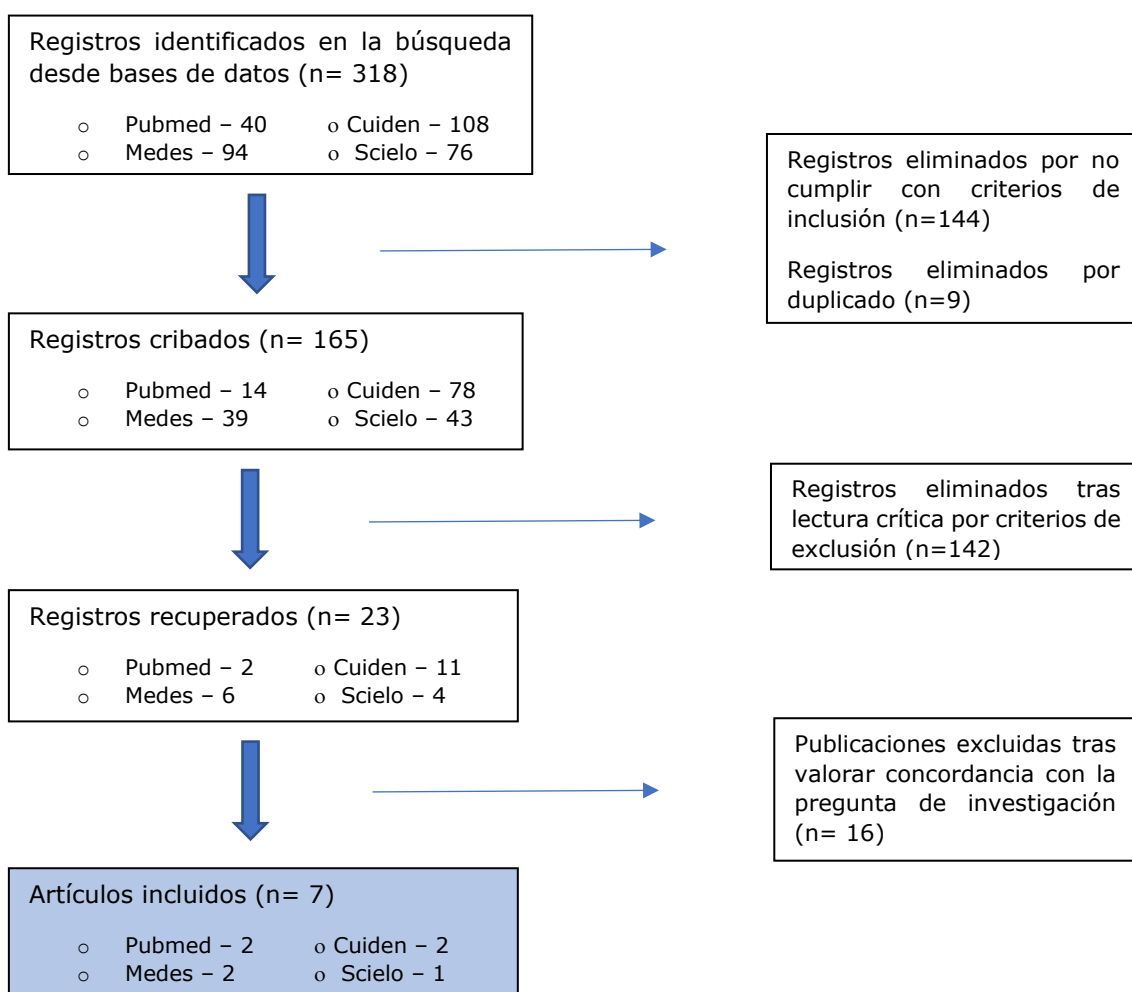 Registros identificados en la búsqueda
desde bases de datos (n= 318)
o Pubmed – 40 o Cuiden – 108
o Medes – 94 o Scielo – 76
Registros eliminados por no
cumplir con criterios de
inclusión (n=144)
Registros eliminados por
duplicado (n=9)
Registros cribados (n= 165)
o Pubmed – 14 o Cuiden – 78
o Medes – 39 o Scielo – 43
Registros eliminados tras
lectura crítica por criterios de
exclusión (n=142)
Registros recuperados (n= 23)
o Pubmed – 2 o Cuiden – 11
o Medes – 6 o Scielo – 4
Publicaciones excluidas tras
valorar concordancia con la
pregunta de investigación
(n= 16)
Artículos incluidos (n= 7)
o Pubmed – 2 o Cuiden – 2
o Medes – 2 o Scielo – 1